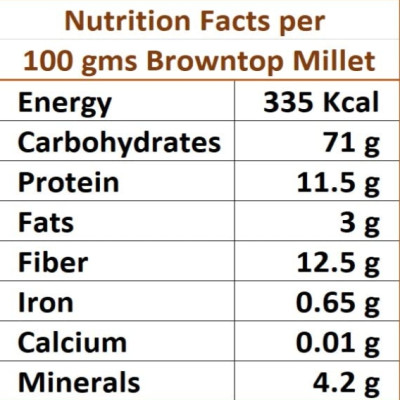 Nutrition Facts per
100 gms Browntop Millet
Energy 335 Kcal
Carbohydrates 71 g
Protein 11.5 g
Fats 3 g
Fiber 12.5 g
Iron 0.65 g
Calcium 0.01 g
Minerals 4.2 g